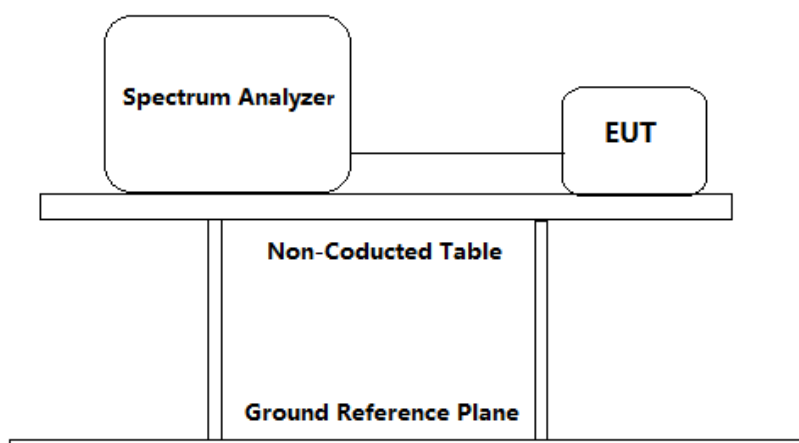 Spectrum Analyzer
EUT
Non-Coducted Table
Ground Reference Plane